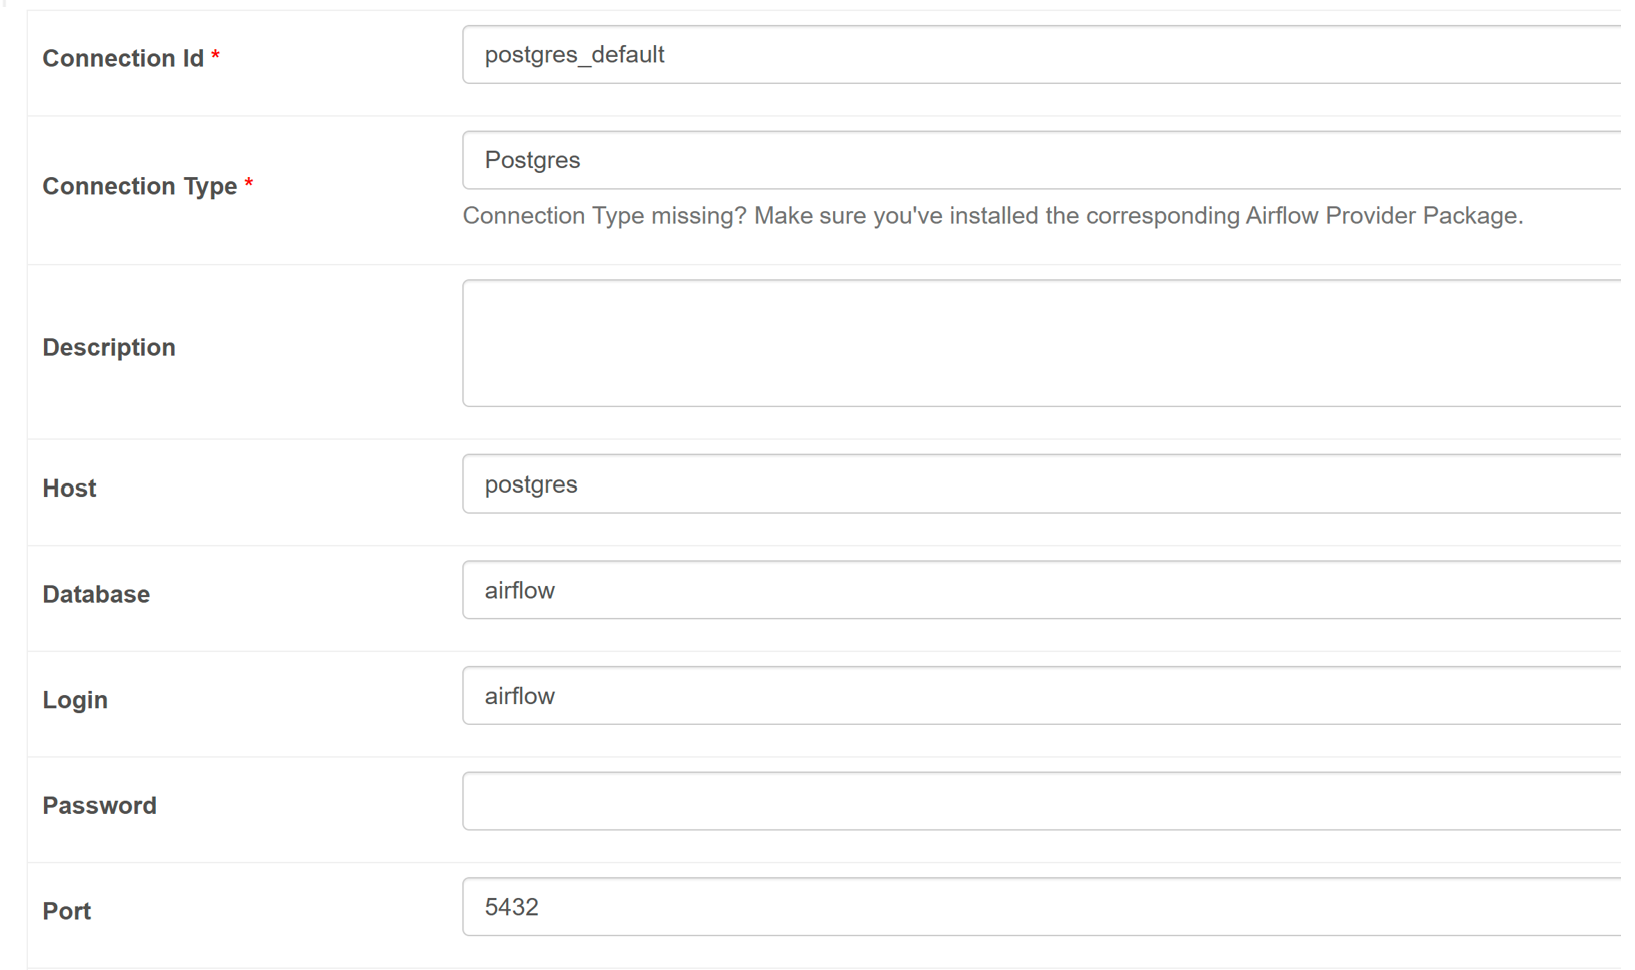 Connection Id *
postgres_default
Connection Type *
Postgres
Connection Type missing? Make sure you've installed the corresponding Airflow Provider Package.
Description
Host
postgres
Database
airflow
Login
airflow
Password
Port
5432